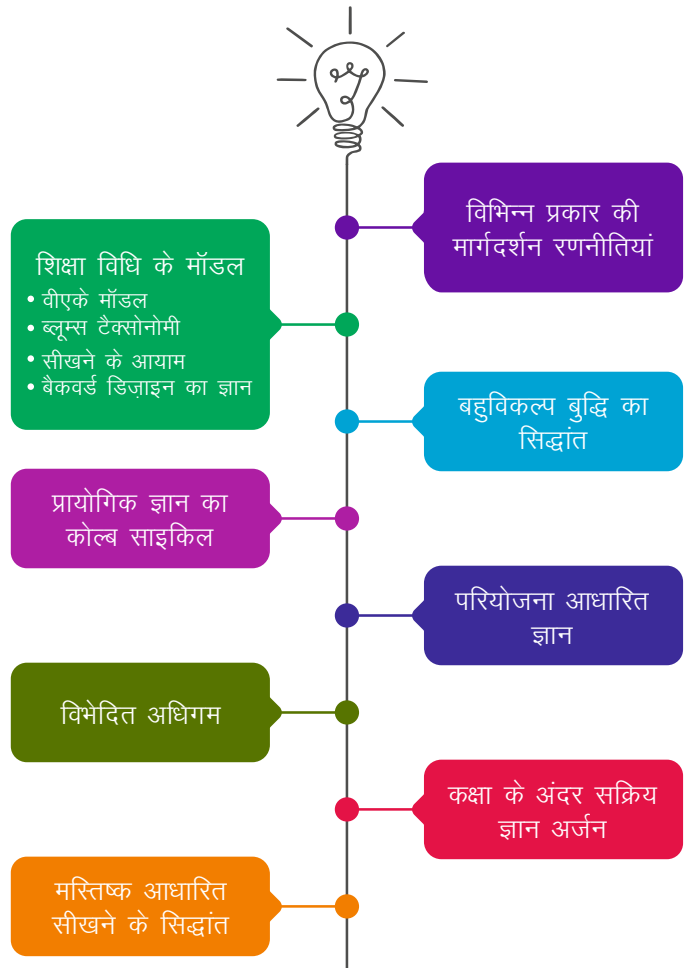 विभिन्न प्रकार की
मार्गदर्शन रणनीतियां
शिक्षा विधि के मॉडल
• वीएके मॉडल
• ब्लूम्स टैक्सोनोमी
• सीखने के आयाम
• बैकवर्ड डिज़ाइन का ज्ञान
बहुविकल्प बुद्धि का
सिद्धांत
प्रायोगिक ज्ञान का
कोल्ब साइकिल
परियोजना आधारित
ज्ञान
विभेदित अधिगम
कक्षा के अंदर सक्रिय
ज्ञान अर्जन
मस्तिष्क आधारित
सीखने के सिद्धांत